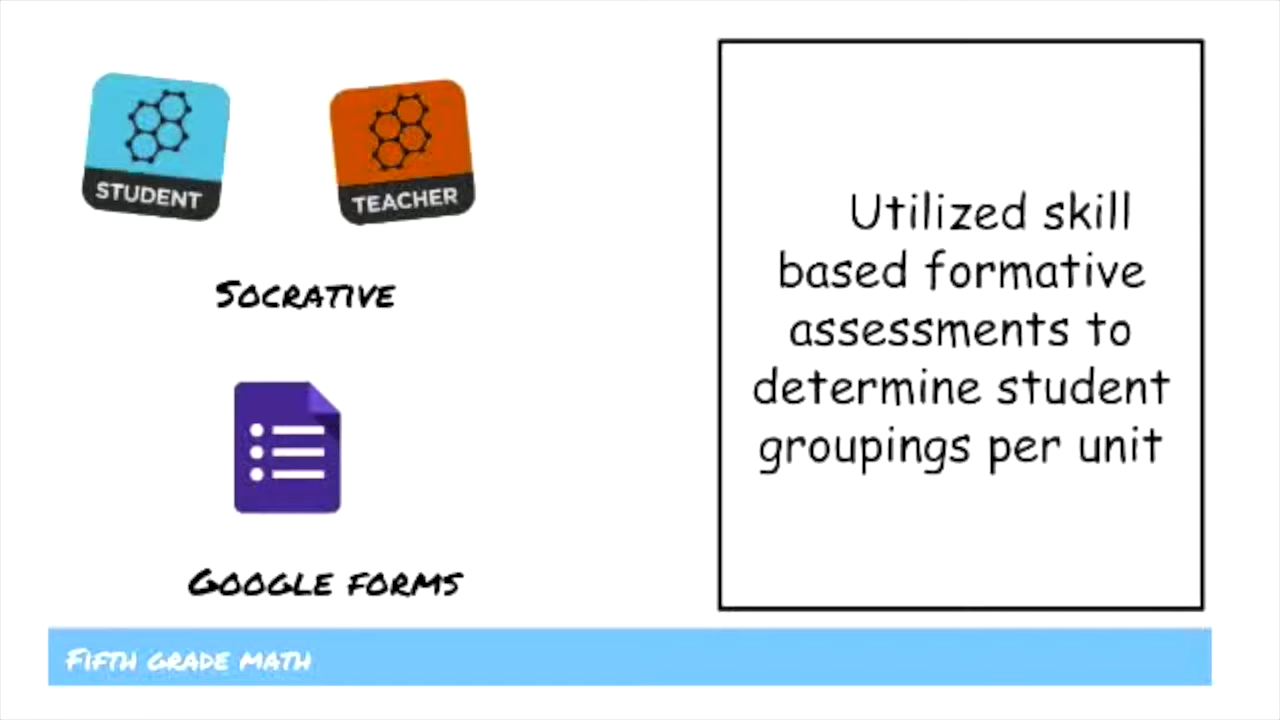 STUDENT
TEACHER
SOCRATIVE
GOOGLE FORMS
Utilized skill
based formative
assessments to
determine student
groupings per unit
FIFTH GRADE MATH